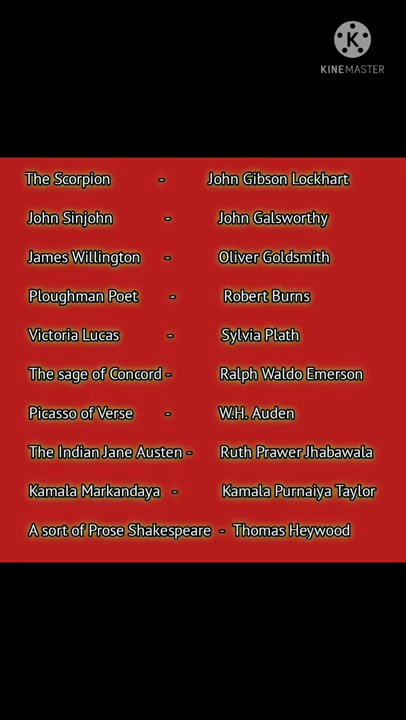 KINEMASTER
The Scorpion - John Gibson Lockhart
John Sinjohn - John Galsworthy
James Willington - Oliver Goldsmith
Ploughman Poet - Robert Burns
Victoria Lucas - Sylvia Plath
The sage of Concord - Ralph Waldo Emerson
Picasso of Verse - W.H. Auden
The Indian Jane Austen - Ruth Prawer Jhabawala
Kamala Markandaya - Kamala Purnaiya Taylor
A sort of Prose Shakespeare - Thomas Heywood